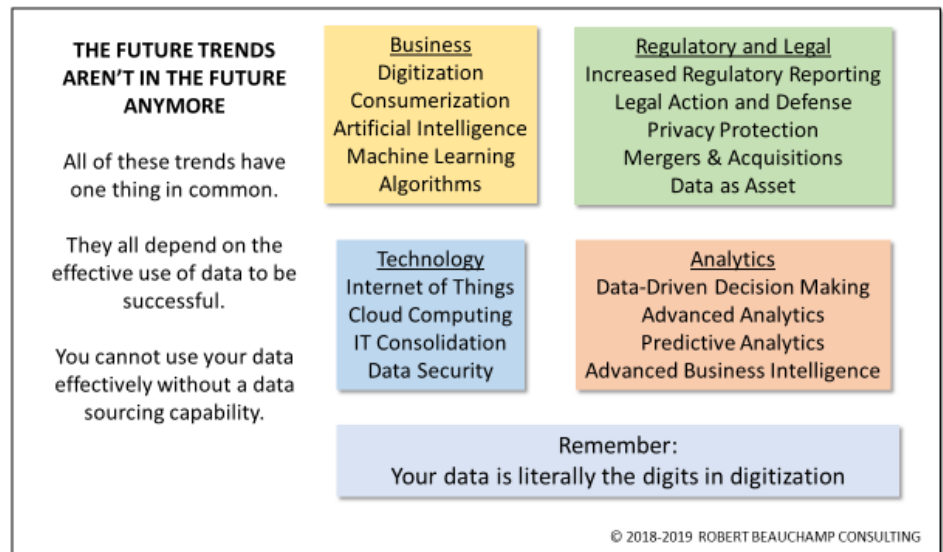 THE FUTURE TRENDS
AREN'T IN THE FUTURE
ANYMORE
All of these trends have
one thing in common.
They all depend on the
effective use of data to be
successful.
You cannot use your data
effectively without a data
sourcing capability.
Business
Digitization
Consumerization
Artificial Intelligence
Machine Learning
Algorithms
Regulatory and Legal
Increased Regulatory Reporting
Legal Action and Defense
Privacy Protection
Mergers & Acquisitions
Data as Asset
Technology
Internet of Things
Cloud Computing
IT Consolidation
Data Security
Analytics
Data-Driven Decision Making
Advanced Analytics
Predictive Analytics
Advanced Business Intelligence
Remember:
Your data is literally the digits in digitization
© 2018-2019 ROBERT BEAUCHAMP CONSULTING